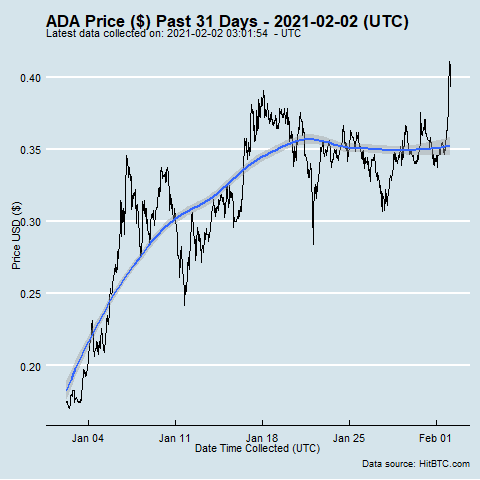 ADA Price ($) Past 31 Days - 2021-02-02 (UTC)
Latest data collected on: 2021-02-02 03:01:54 - UTC
0.40
0.35
0.30
0.25
0.20
Price USD ($)
Jan 04 Jan 11 Jan 18 Jan 25 Feb 01
Date Time Collected (UTC)
Data source: HitBTC.com